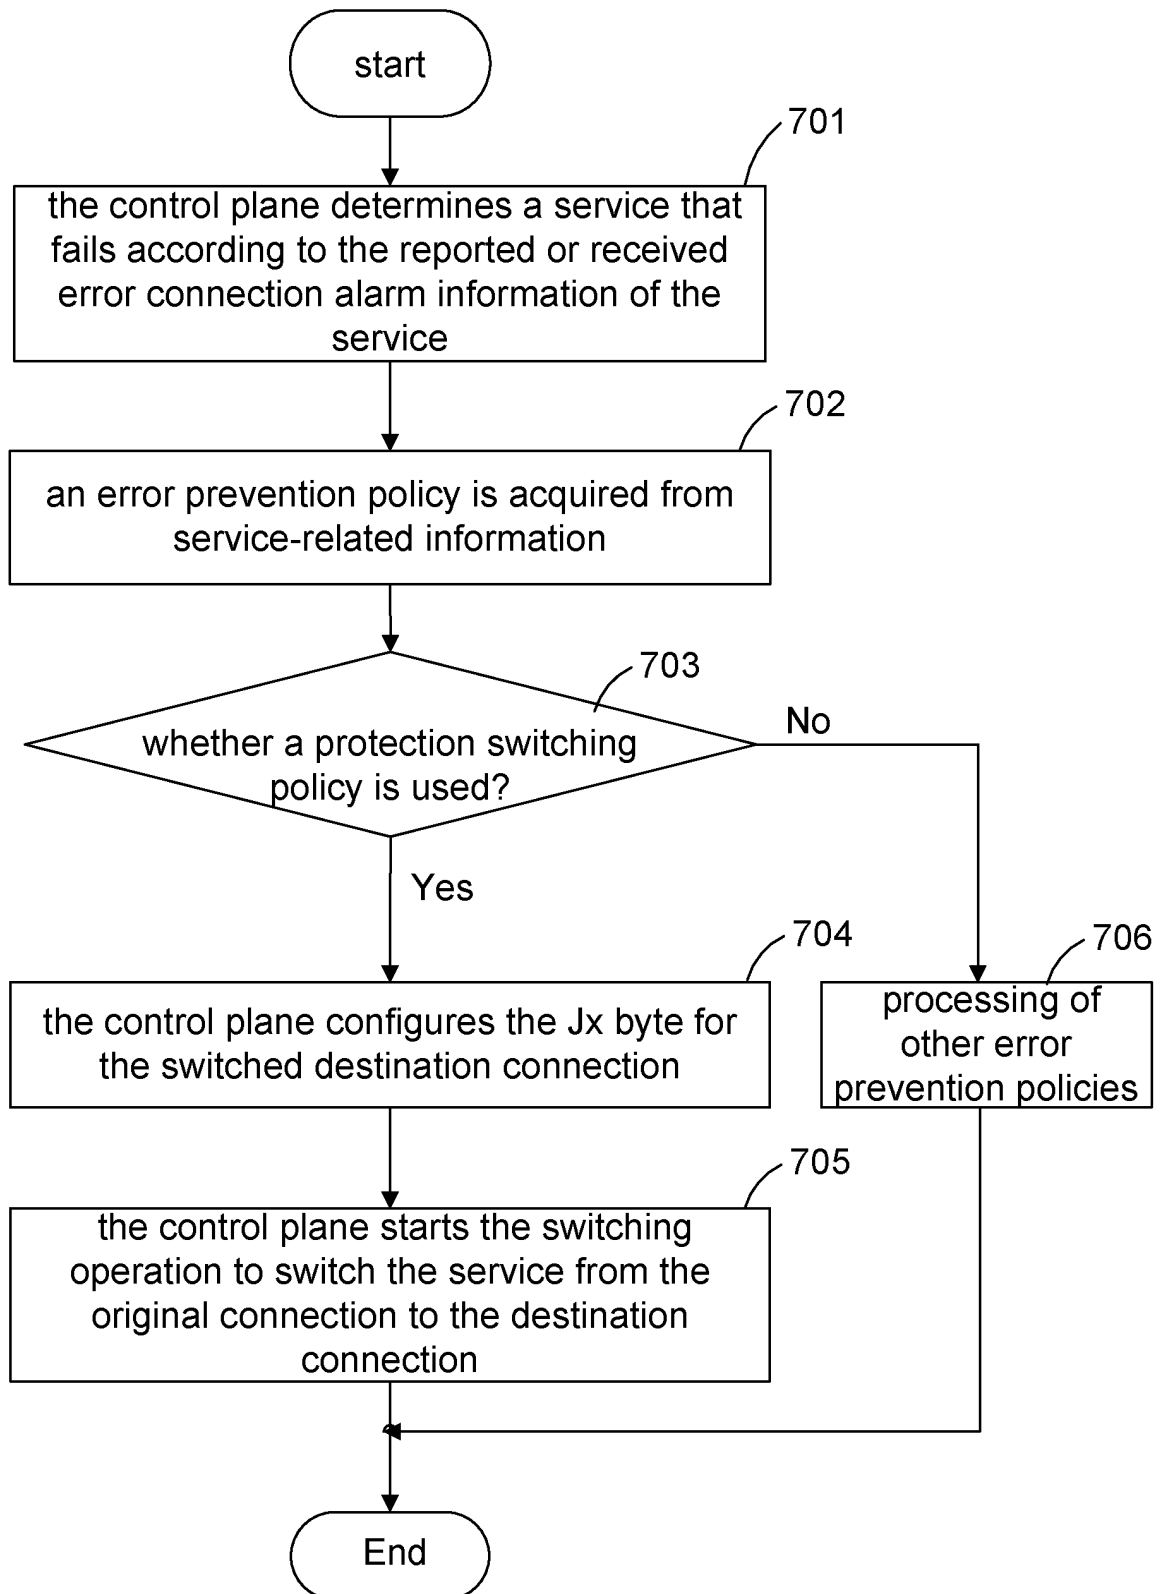 start
701
the control plane determines a service that
fails according to the reported or received
error connection alarm information of the
service
702
an error prevention policy is acquired from
service-related information
703
whether a protection switching
policy is used?
No
Yes
704
the control plane configures the Jx byte for
the switched destination connection
706
processing of
other error
prevention policies
705
the control plane starts the switching
operation to switch the service from the
original connection to the destination
connection
End